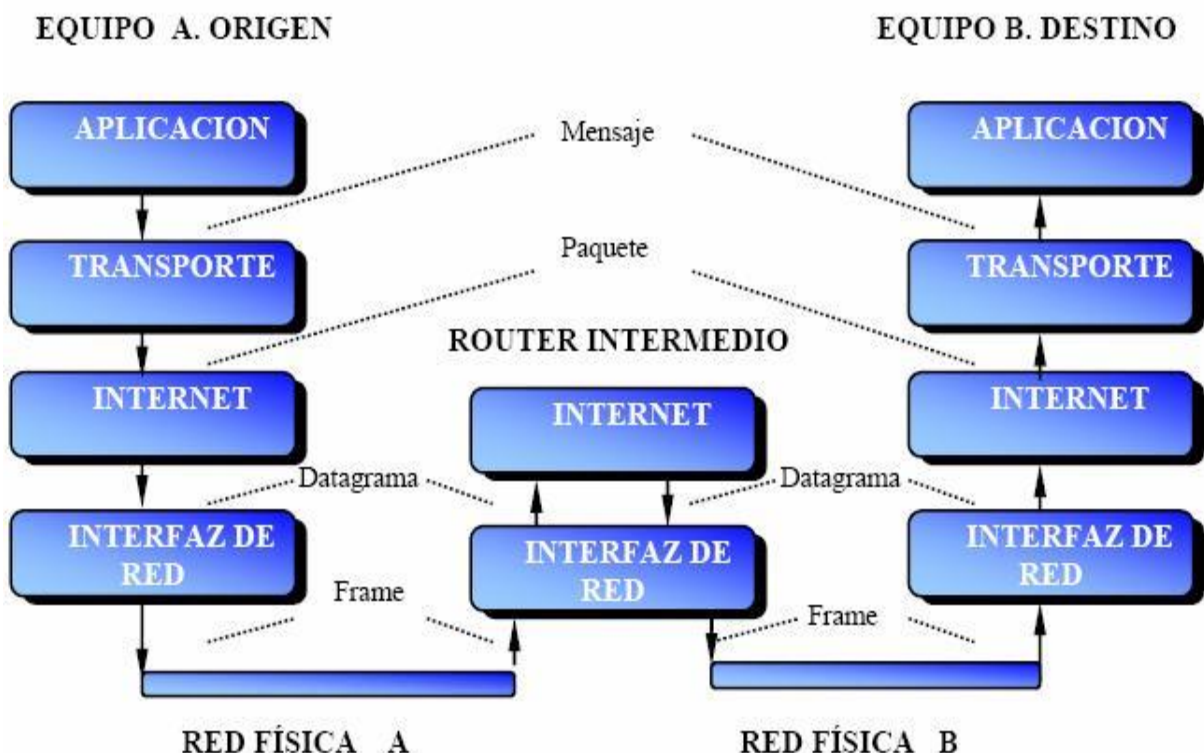 EQUIPO A. ORIGEN
EQUIPO B. DESTINO
APLICACION
Mensaje
APLICACION
TRANSPORTE
Paquete
TRANSPORTE
ROUTER INTERMEDIO
INTERNET
INTERNET
INTERNET
Datagrama
Datagrama
INTERFAZ DE
RED
INTERFAZ DE
RED
INTERFAZ DE
RED
Frame
Frame
RED FÍSICA A
RED FÍSICA B